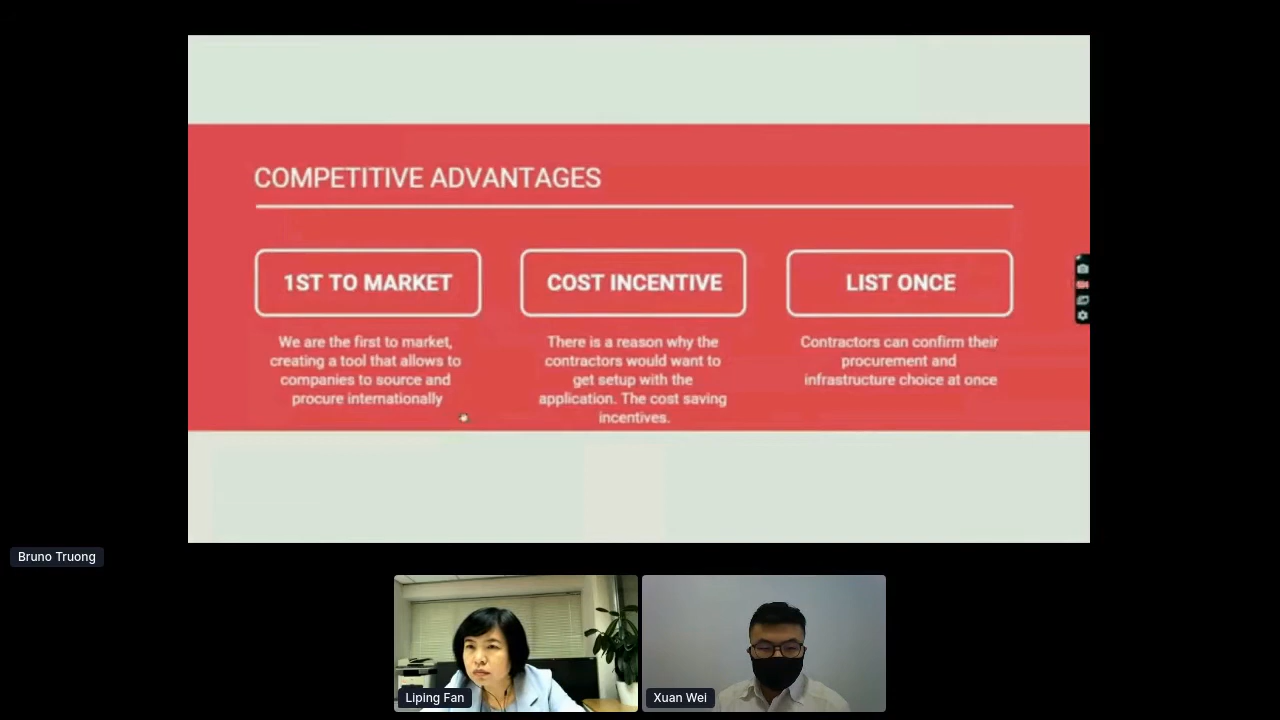 COMPETITIVE ADVANTAGES
1ST TO MARKET
We are the first to market,
creating a tool that allows to
companies to source and
procure internationally
COST INCENTIVE
There is a reason why the
contractors would want to
get setup with the
application. The cost saving
incentives.
LIST ONCE
Contractors can confirm their
procurement and
infrastructure choice at once
Bruno Truong
Liping Fan
Xuan Wei